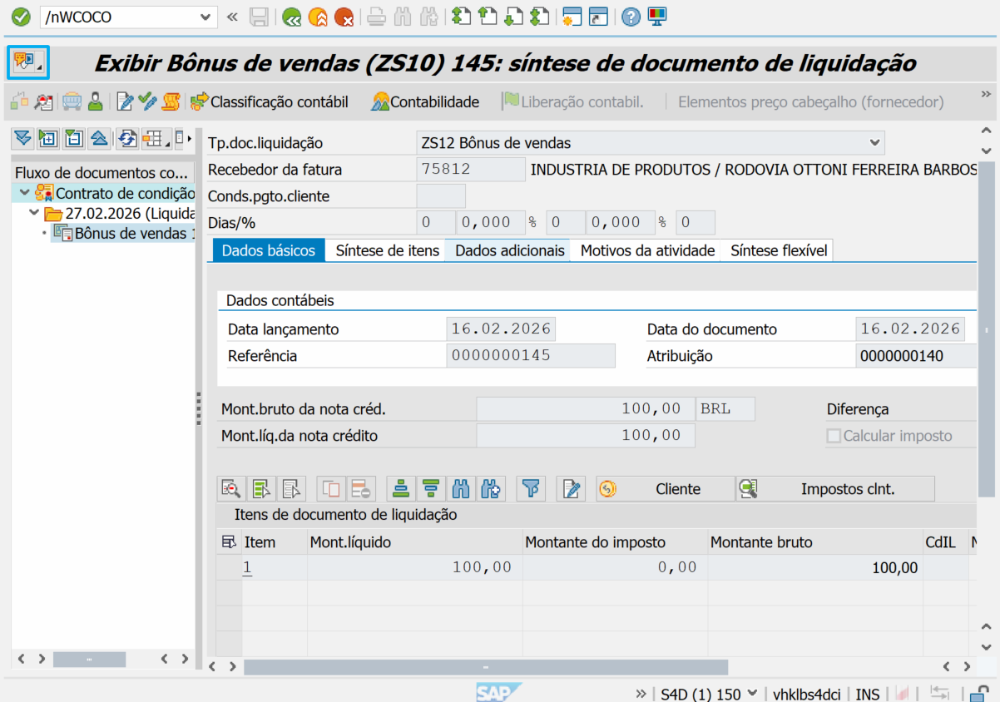 /nWCOCO
Exibir Bônus de vendas (ZS10) 145: síntese de documento de liquidação
Classificação contábil Contabilidade Liberação contabil. Elementos preço cabeçalho (fornecedor)
Fluxo de documentos co...
Contrato de condição
27.02.2026 (Liquida
Bônus de vendas 1
Tp.doc.liquidação ZS12 Bônus de vendas
Recebedor da fatura 75812 INDUSTRIA DE PRODUTOS / RODOVIA OTTONI FERREIRA BARBOS
Conds.pgto.cliente
Dias/% 0 0,000 % 0 0,000 % 0
Dados básicos Síntese de itens Dados adicionais Motivos da atividade Síntese flexível
Dados contábeis
Data lançamento 16.02.2026 Data do documento 16.02.2026
Referência 0000000145 Atribuição 0000000140
Mont.bruto da nota créd. 100,00 BRL Diferença
Mont.líq.da nota crédito 100,00 Calcular imposto
Cliente Impostos clnt.
Itens de documento de liquidação
Item Mont.líquido Montante do imposto Montante bruto CdIL
1 100,00 0,00 100,00
SAP S4D (1) 150 vhklbs4dci INS